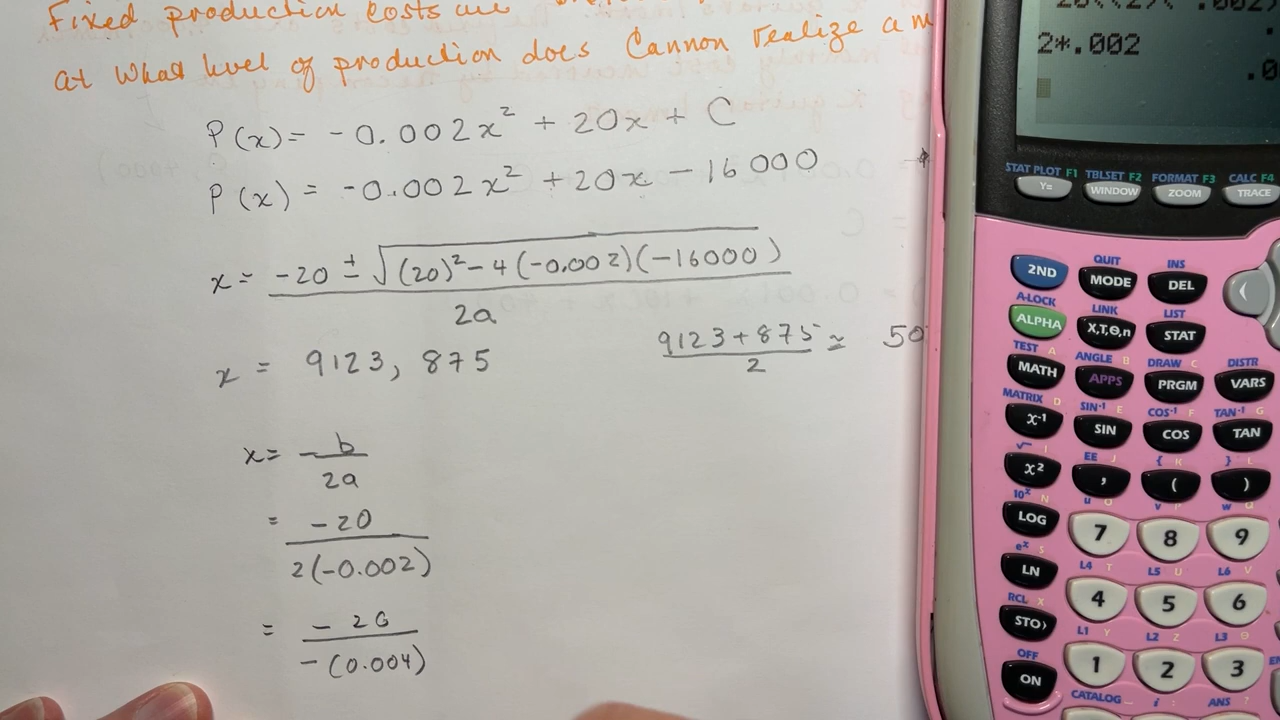 Fixed production costs are
at what level of production does Cannon realize a m
P(x) = -0.002x² + 20x + C
P(x) = -0.002x² + 20x - 16000
x = -20 ± √(20)² - 4(-0.002)(-16000)
2a
x = 9123, 875
9123 + 875 ≃ 50
2
x = - b
2a
= -20
2(-0.002)
= -20
-(0.004)
2*.002
.0
STAT PLOT F1 TBLSET F2 FORMAT F3 CALC F4
Y= WINDOW ZOOM TRACE
QUIT INS
2ND MODE DEL
A-LOCK LINK LIST
ALPHA X,T,θ,n STAT
TEST A ANGLE B DRAW C DISTR
MATH APPS PRGM VARS
MATRIX D SIN⁻¹ E COS⁻¹ F TAN⁻¹ G
x⁻¹ SIN COS TAN
√ I EE J { K } L
x² , ( )
10ˣ N u O v P w Q
LOG 7 8 9
eˣ S L4 T L5 U L6 V
LN 4 5 6
RCL X L1 Y L2 Z L3 θ
STO› 1 2 3
OFF CATALOG i : ANS ?
ON